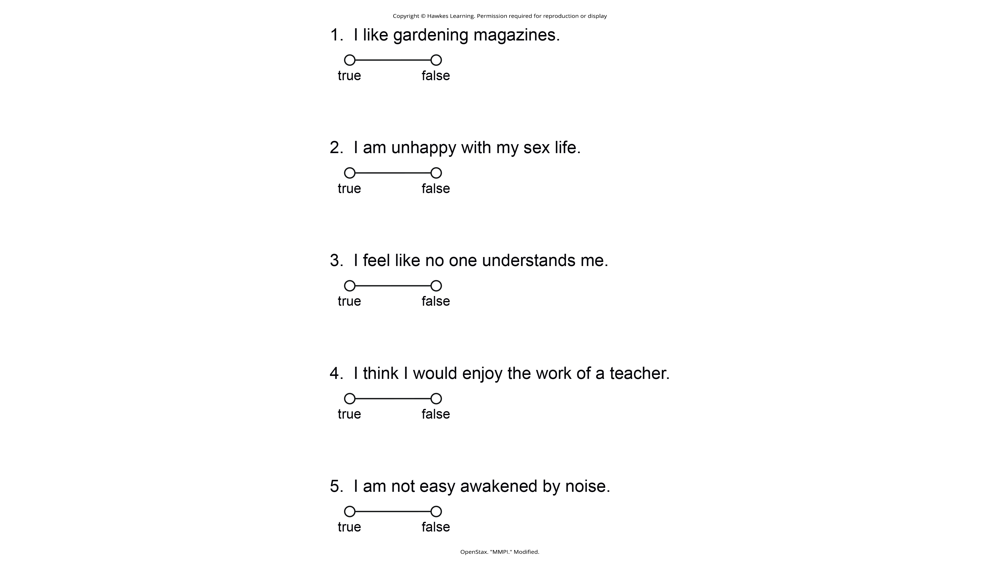 Copyright © Hawkes Learning. Permission required for reproduction or display
1. I like gardening magazines.
true false
2. I am unhappy with my sex life.
true false
3. I feel like no one understands me.
true false
4. I think I would enjoy the work of a teacher.
true false
5. I am not easy awakened by noise.
true false
OpenStax. "MMPI." Modified.